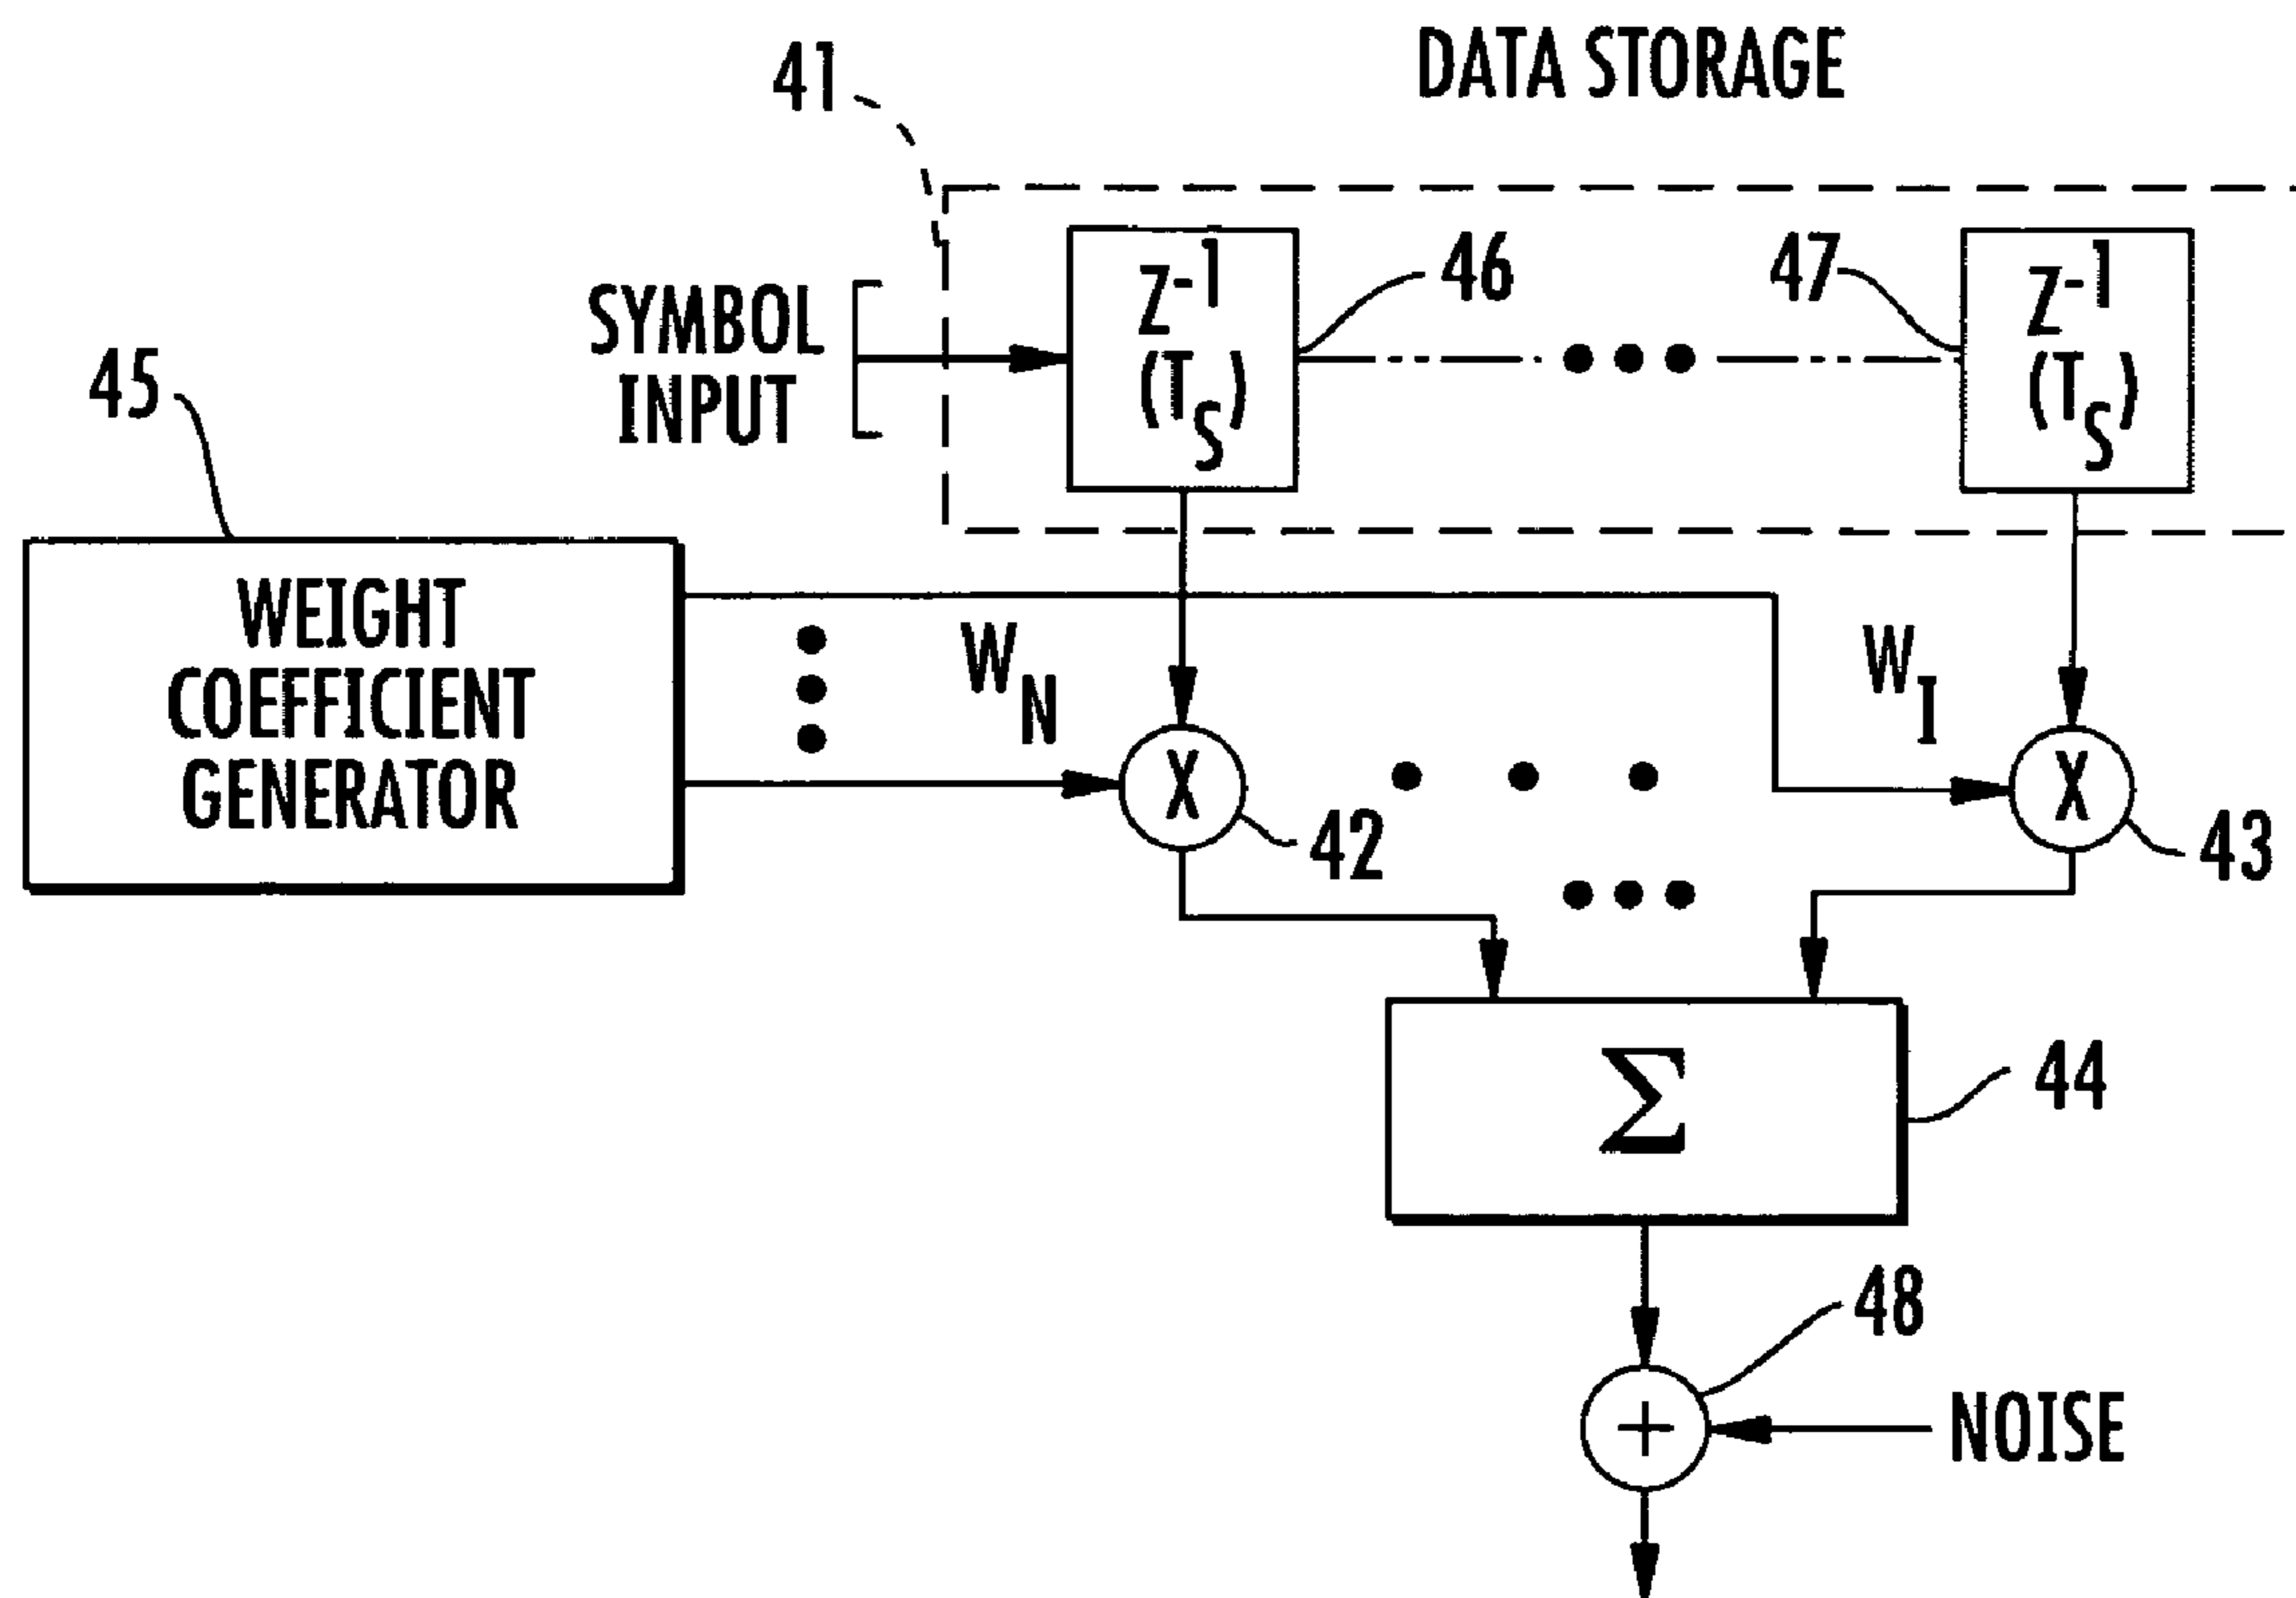 DATA STORAGE
41
SYMBOL
INPUT
Z-1
(TS)
46
47
Z-1
(TS)
45
WEIGHT
COEFFICIENT
GENERATOR
WN
WI
X
42
X
43
Σ
44
48
+
NOISE